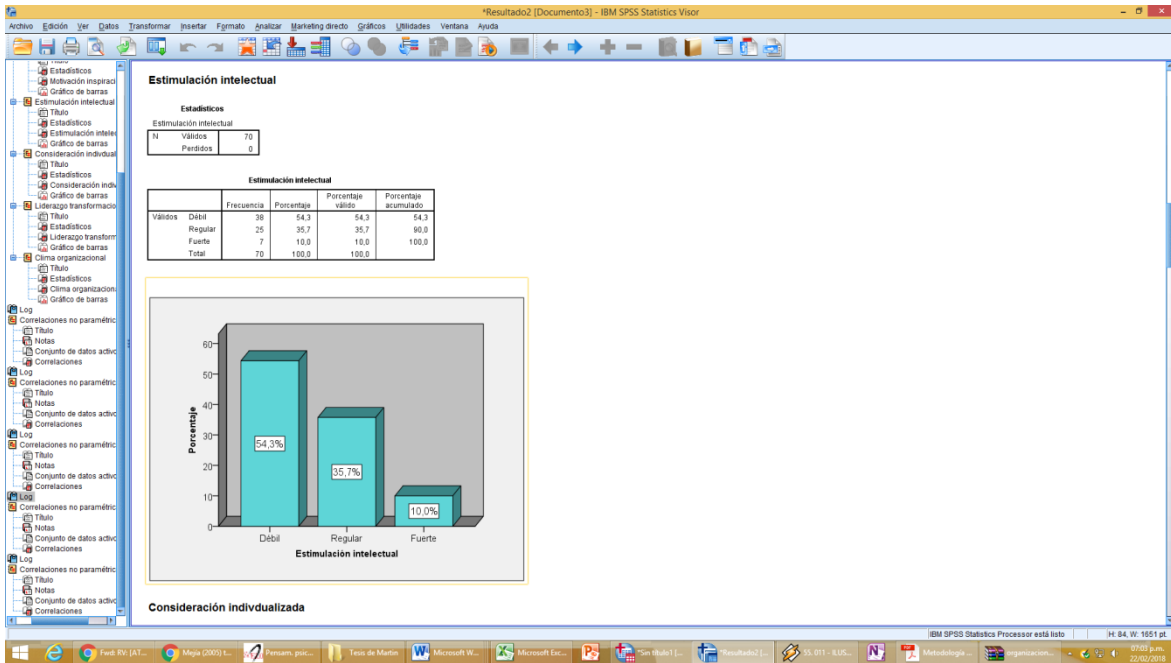 *Resultado2 [Documento3] - IBM SPSS Statistics Visor
Archivo Edición Ver Datos Transformar Insertar Formato Analizar Marketing directo Gráficos Utilidades Ventana Ayuda
Título
Estadísticos
Motivación inspiraci
Gráfico de barras
Estimulación intelectual
Título
Estadísticos
Estimulación intelec
Gráfico de barras
Consideración indivdual
Título
Estadísticos
Consideración indiv
Gráfico de barras
Liderazgo transformacio
Título
Estadísticos
Liderazgo transform
Gráfico de barras
Clima organizacional
Título
Estadísticos
Clima organizacion
Gráfico de barras
Log
Correlaciones no paramétric
Título
Notas
Conjunto de datos activo
Correlaciones
Log
Correlaciones no paramétric
Título
Notas
Conjunto de datos activo
Correlaciones
Log
Correlaciones no paramétric
Título
Notas
Conjunto de datos activo
Correlaciones
Log
Correlaciones no paramétric
Título
Notas
Conjunto de datos activo
Correlaciones
Log
Correlaciones no paramétric
Título
Notas
Conjunto de datos activo
Correlaciones
Estimulación intelectual
Estadísticos
Estimulación intelectual
N Válidos 70
Perdidos 0
Estimulación intelectual
Frecuencia Porcentaje Porcentaje válido Porcentaje acumulado
Válidos Débil 38 54,3 54,3 54,3
Regular 25 35,7 35,7 90,0
Fuerte 7 10,0 10,0 100,0
Total 70 100,0 100,0
Porcentaje
60
50
40
30
20
10
0
54,3%
35,7%
10,0%
Débil Regular Fuerte
Estimulación intelectual
Consideración indivdualizada
IBM SPSS Statistics Processor está listo H: 84, W: 1651 pt
Fwd: RV: [AT... Mejía (2005) t... Pensam. psic... Tesis de Martin Microsoft W... Microsoft Exc... *Sin título1 [... *Resultado2 [... 55. 011 - ILUS... Metodología ... organizacion...
07:03 p.m.
22/02/2018